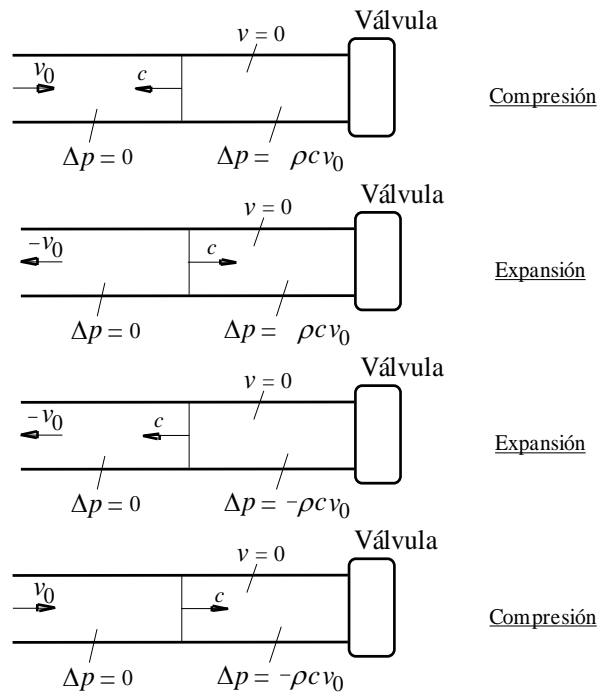 Válvula
v = 0
v0 c
Compresión
Δp = 0 Δp = ρcv0
Válvula
v = 0
−v0 c
Expansión
Δp = 0 Δp = ρcv0
Válvula
v = 0
−v0 c
Expansión
Δp = 0 Δp = −ρcv0
Válvula
v = 0
v0 c
Compresión
Δp = 0 Δp = −ρcv0